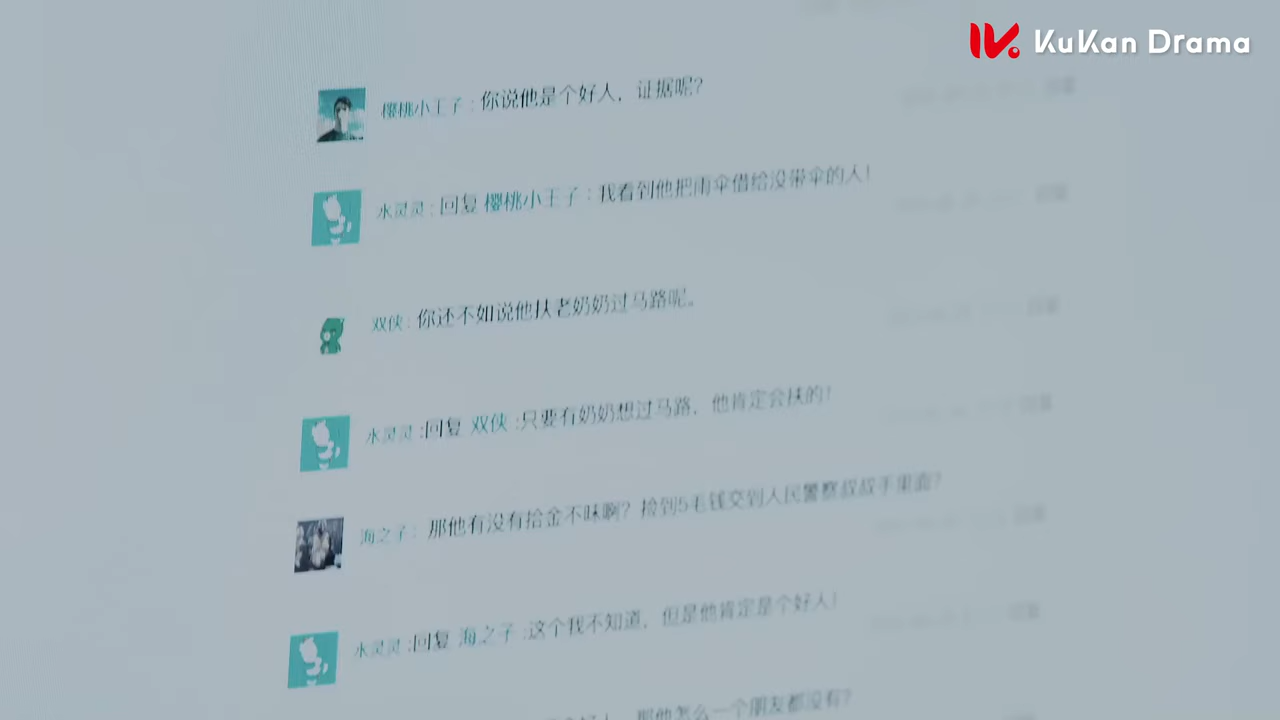 KuKan Drama
樱桃小王子：你说他是个好人，证据呢？
水灵灵：回复 樱桃小王子：我看到他把雨伞借给没带伞的人！
双侠：你还不如说他扶老奶奶过马路呢。
水灵灵：回复 双侠：只要有奶奶想过马路，他肯定会扶的！
海之子：那他有没有拾金不昧啊？捡到5毛钱交到人民警察叔叔手里面？
水灵灵：回复 海之子：这个我不知道，但是他肯定是个好人！
好人，那他怎么一个朋友都没有？